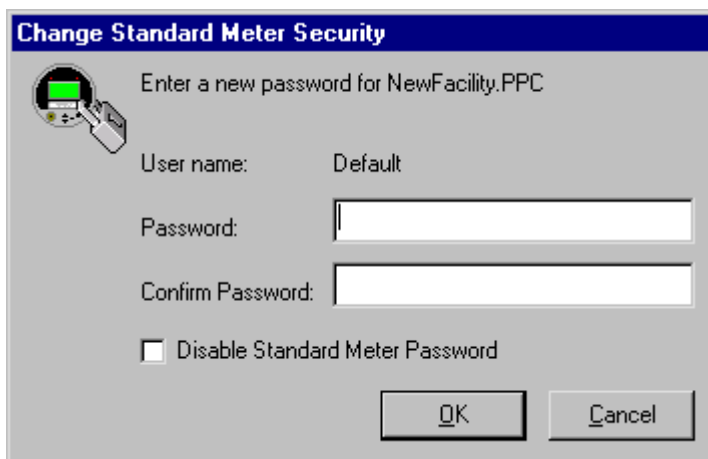 Change Standard Meter Security
Enter a new password for NewFacility.PPC
User name: Default
Password:
Confirm Password:
Disable Standard Meter Password
OK Cancel